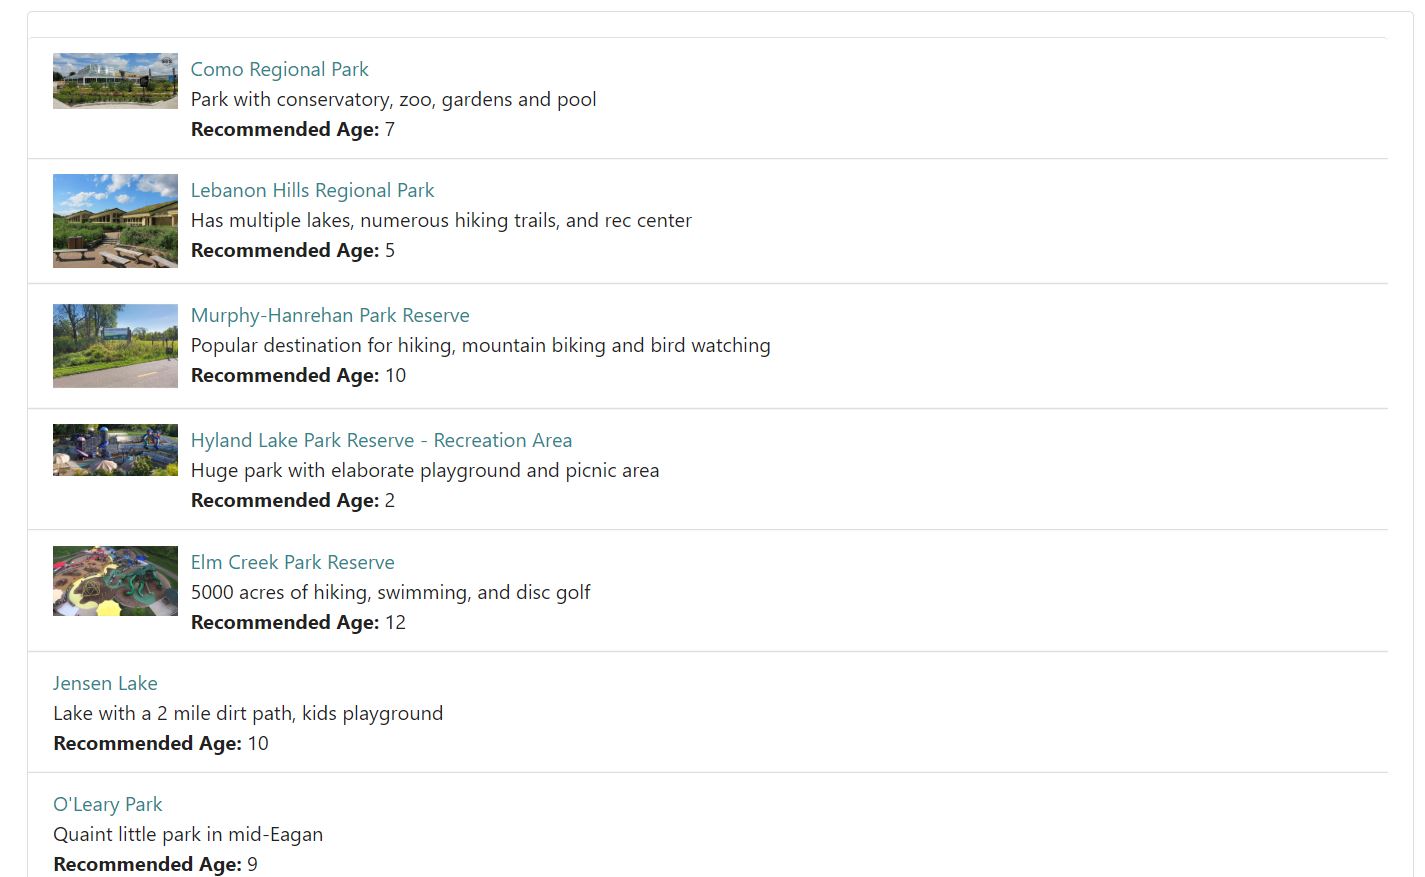 Como Regional Park
Park with conservatory, zoo, gardens and pool
Recommended Age: 7
Lebanon Hills Regional Park
Has multiple lakes, numerous hiking trails, and rec center
Recommended Age: 5
Murphy-Hanrehan Park Reserve
Popular destination for hiking, mountain biking and bird watching
Recommended Age: 10
Hyland Lake Park Reserve - Recreation Area
Huge park with elaborate playground and picnic area
Recommended Age: 2
Elm Creek Park Reserve
5000 acres of hiking, swimming, and disc golf
Recommended Age: 12
Jensen Lake
Lake with a 2 mile dirt path, kids playground
Recommended Age: 10
O'Leary Park
Quaint little park in mid-Eagan
Recommended Age: 9